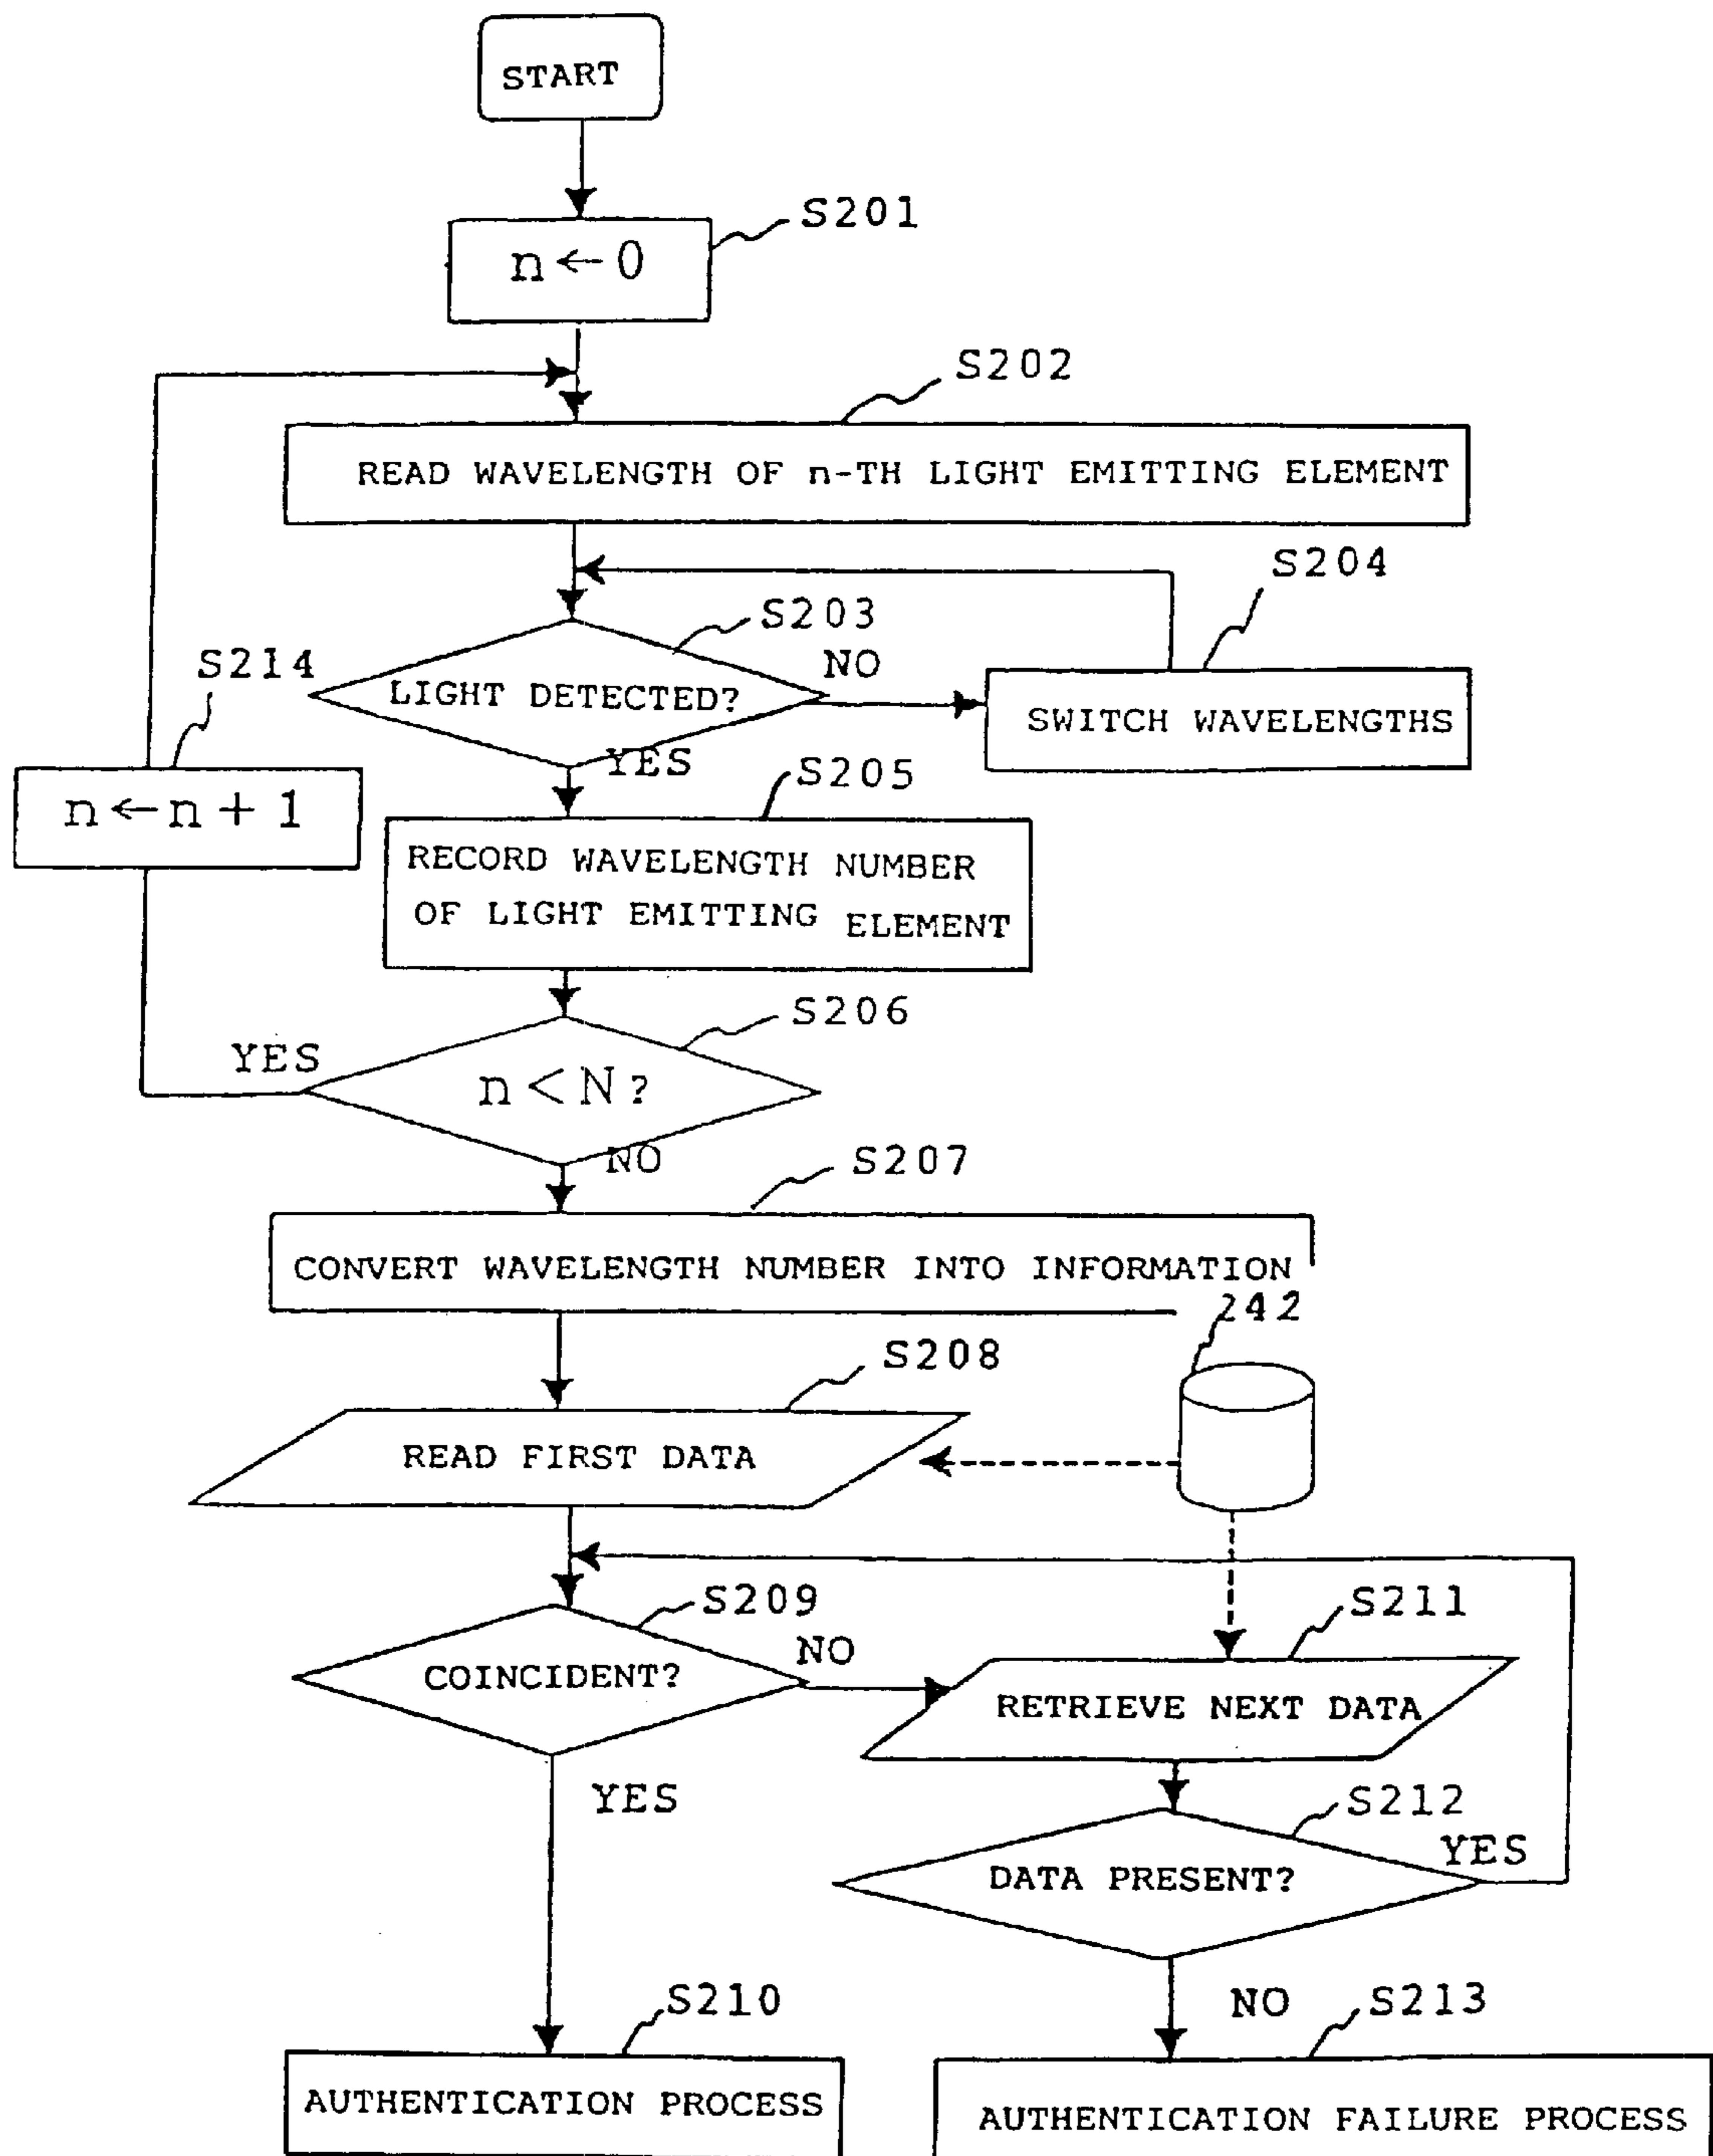 START
S201
n←0
S202
READ WAVELENGTH OF n-TH LIGHT EMITTING ELEMENT
S204
S203
NO
S214
LIGHT DETECTED?
SWITCH WAVELENGTHS
YES
S205
n←n+1
RECORD WAVELENGTH NUMBER
OF LIGHT EMITTING ELEMENT
S206
YES
n<N?
NO
S207
CONVERT WAVELENGTH NUMBER INTO INFORMATION
242
S208
READ FIRST DATA
S209
S211
NO
COINCIDENT?
RETRIEVE NEXT DATA
YES
S212
YES
DATA PRESENT?
S210
NO
S213
AUTHENTICATION PROCESS
AUTHENTICATION FAILURE PROCESS